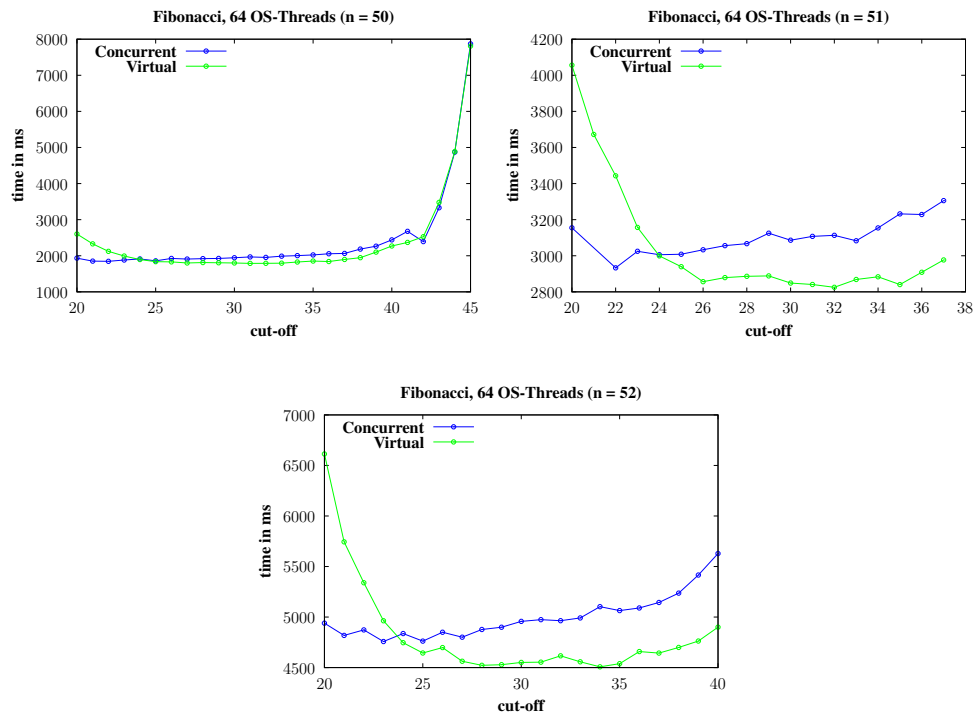 Fibonacci, 64 OS-Threads (n = 50)
Concurrent
Virtual
time in ms
8000
7000
6000
5000
4000
3000
2000
1000
20 25 30 35 40 45
cut-off
Fibonacci, 64 OS-Threads (n = 51)
Concurrent
Virtual
time in ms
4200
4000
3800
3600
3400
3200
3000
2800
20 22 24 26 28 30 32 34 36 38
cut-off
Fibonacci, 64 OS-Threads (n = 52)
Concurrent
Virtual
time in ms
7000
6500
6000
5500
5000
4500
20 25 30 35 40
cut-off